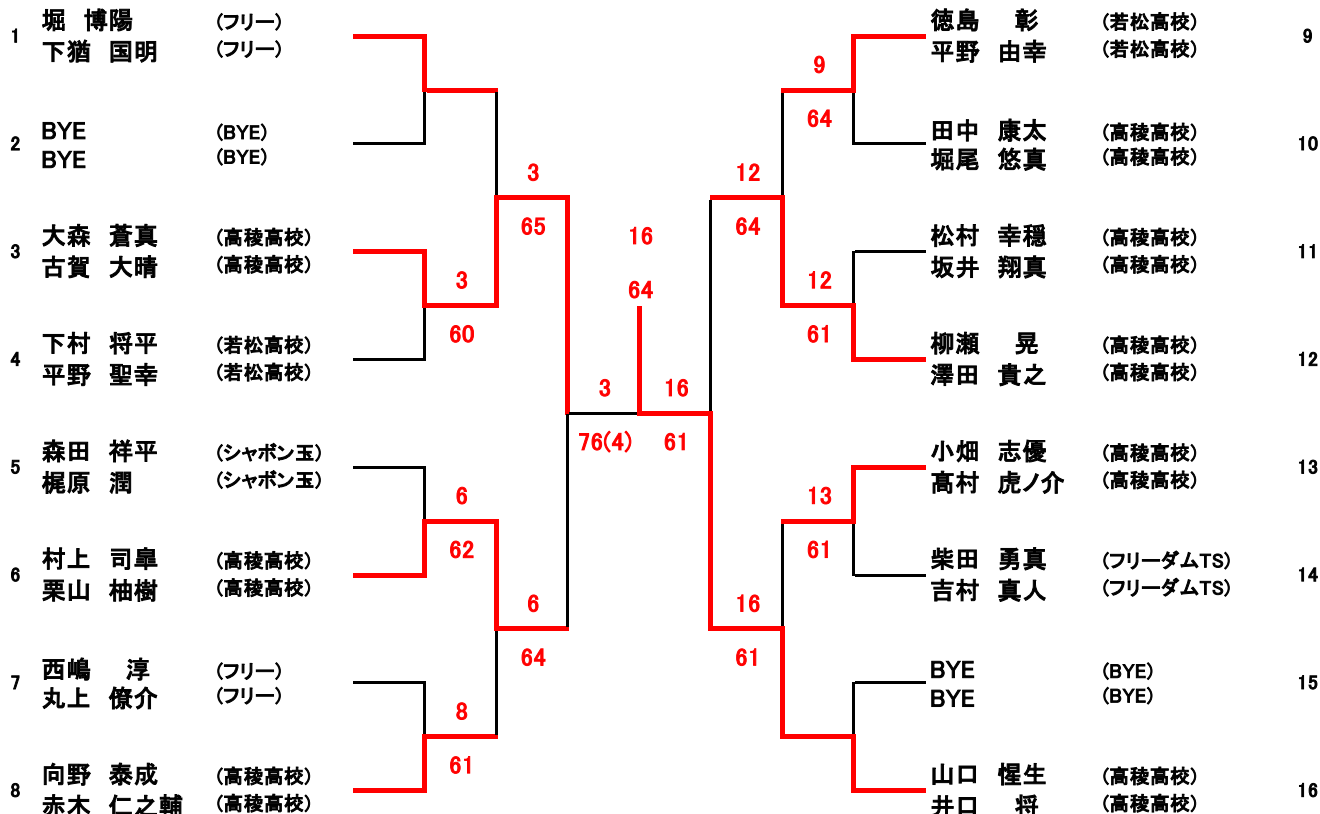 堀 博陽 (フリー)
1
下猶 国明 (フリー)
BYE (BYE)
2
BYE (BYE)
3
65
大森 蒼真 (高稜高校)
3
古賀 大晴 (高稜高校)
3
60
下村 将平 (若松高校)
4
平野 聖幸 (若松高校)
森田 祥平 (シャボン玉)
5
梶原 潤 (シャボン玉)
6
62
村上 司皐 (高稜高校)
6
栗山 柚樹 (高稜高校)
6
64
西嶋 淳 (フリー)
7
丸上 僚介 (フリー)
8
61
向野 泰成 (高稜高校)
8
赤木 仁之輔 (高稜高校)
16
64
3
76(4)
16
61
徳島 彰 (若松高校)
9
平野 由幸 (若松高校)
9
64
田中 康太 (高稜高校)
10
堀尾 悠真 (高稜高校)
12
64
松村 幸穏 (高稜高校)
11
坂井 翔真 (高稜高校)
12
61
柳瀬 晃 (高稜高校)
12
澤田 貴之 (高稜高校)
小畑 志優 (高稜高校)
13
髙村 虎ノ介 (高稜高校)
13
61
柴田 勇真 (フリーダムTS)
14
吉村 真人 (フリーダムTS)
16
61
BYE (BYE)
15
BYE (BYE)
山口 惺生 (高稜高校)
16
井口 将 (高稜高校)